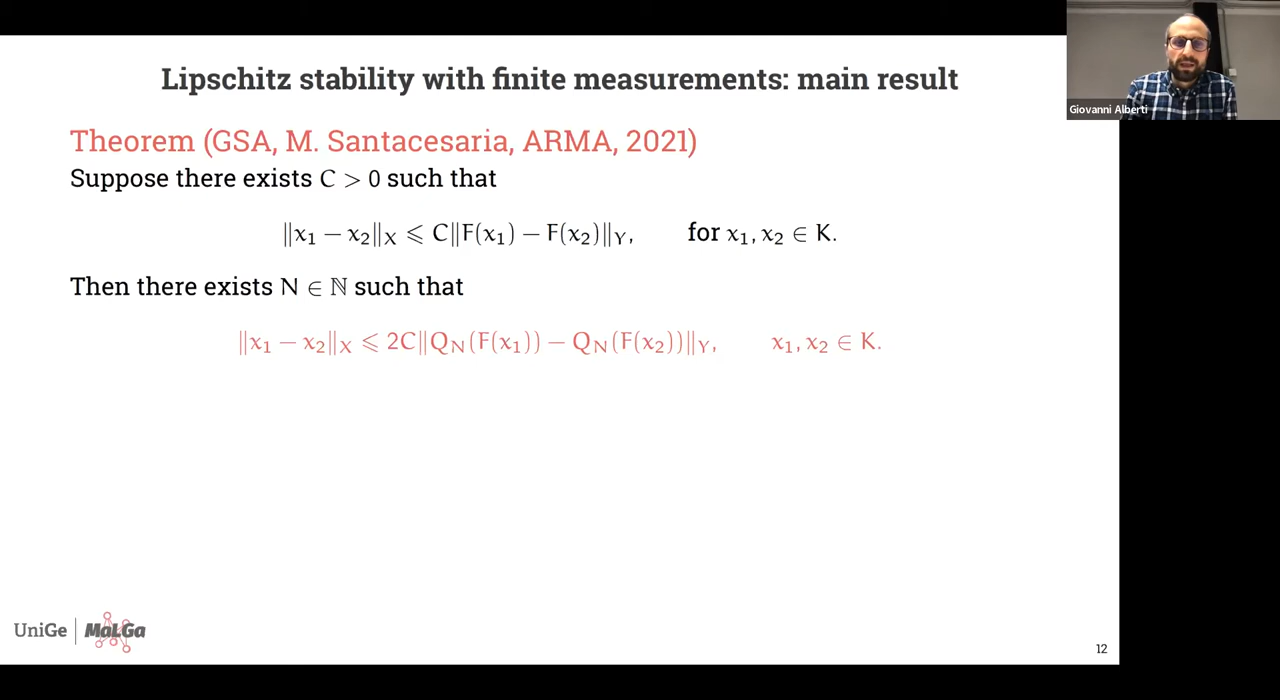 Lipschitz stability with finite measurements: main result
Giovanni Alberti
Theorem (GSA, M. Santacesaria, ARMA, 2021)
Suppose there exists C > 0 such that
‖x₁ − x₂‖_X ⩽ C‖F(x₁) − F(x₂)‖_Y, for x₁, x₂ ∈ K.
Then there exists N ∈ ℕ such that
‖x₁ − x₂‖_X ⩽ 2C‖Q_N(F(x₁)) − Q_N(F(x₂))‖_Y, x₁, x₂ ∈ K.
UniGe | MaLGa
12